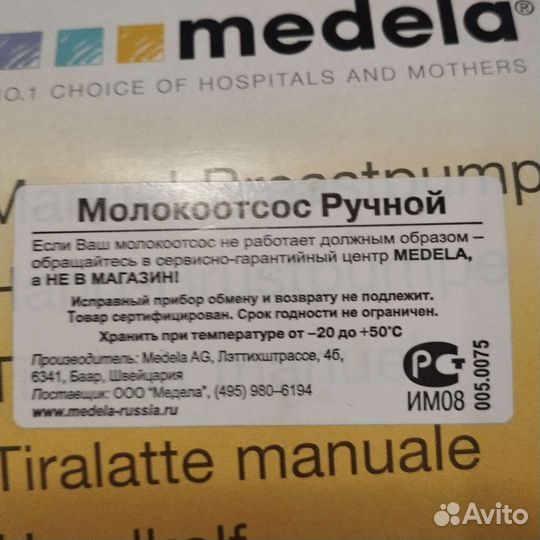 medela®
NO.1 CHOICE OF HOSPITALS AND MOTHERS
Breastpump
Молокоотсос Ручной
Если Ваш молокоотсос не работает должным образом –
обращайтесь в сервисно-гарантийный центр MEDELA,
а НЕ В МАГАЗИН!
Исправный прибор обмену и возврату не подлежит.
Товар сертифицирован. Срок годности не ограничен.
Хранить при температуре от –20 до +50°С
Производитель: Medela AG, Лэттихштрассе, 4б,
6341, Баар, Швейцария
Поставщик: ООО "Медела", (495) 980–6194
www.medela-russia.ru
РСТ
ИМ08
005.0075
Tiralatte manuale
Avito